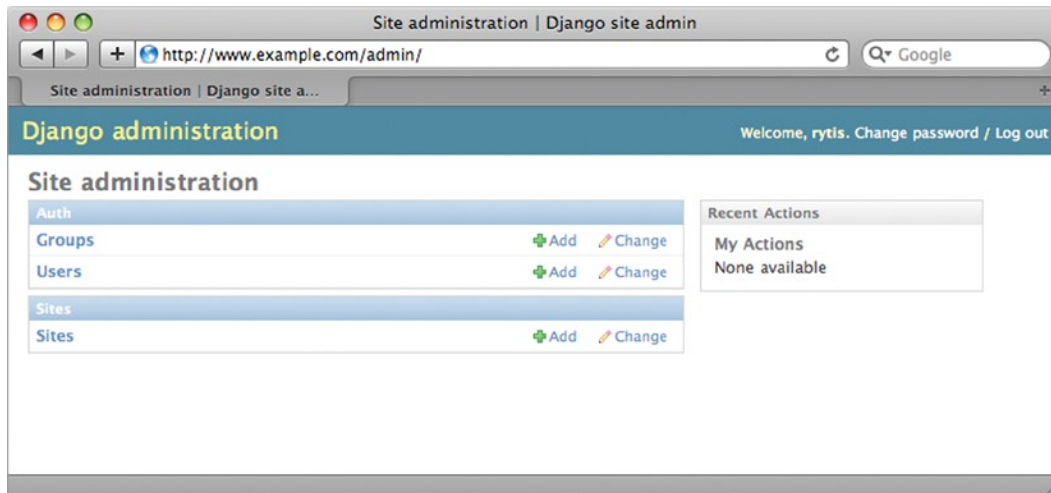 Site administration | Django site admin
http://www.example.com/admin/
Google
Site administration | Django site a...
Django administration
Welcome, rytis. Change password / Log out
Site administration
Auth
Groups Add Change
Users Add Change
Sites
Sites Add Change
Recent Actions
My Actions
None available